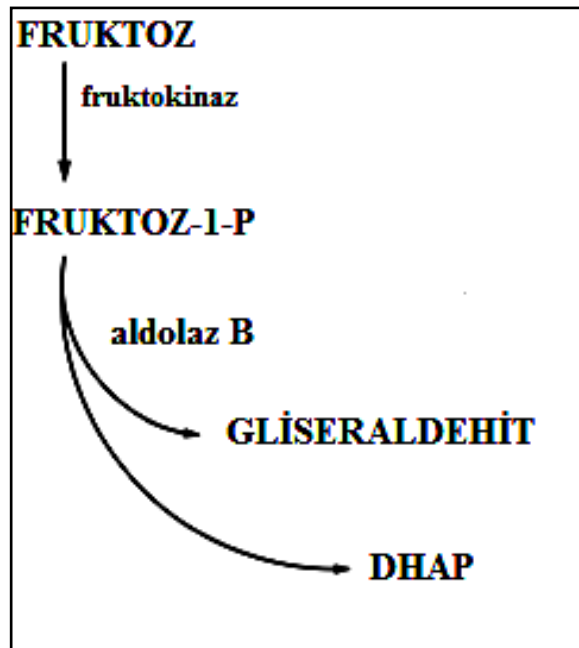 FRUKTOZ
fruktokinaz
FRUKTOZ-1-P
aldolaz B
GLİSERALDEHİT
DHAP